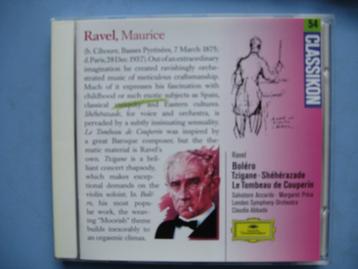 Ravel, Maurice
(b. Ciboure, Basses Pyrénées, 7 March 1875;
d. Paris, 28 Dec. 1937) Out of an extraordinary
imagination he created ravishingly orche-
strated music of meticulous craftsmanship.
Much of it expresses his fascination with
childhood or such exotic subjects as Spain,
classical antiquity and Eastern cultures.
Shéhérazade, for voice and orchestra, is
pervaded by a subtly insinuating sensuality.
Le Tombeau de Couperin was inspired by
a great Baroque composer, but the the-
matic material is Ravel's
own. Tzigane is a bril-
liant concert rhapsody,
which makes excep-
tional demands on the
violin soloist. In Bolé-
ro, his most popu-
lar work, the weav-
ing "Moorish" theme
builds inexorably to
an orgasmic climax.
54
CLASSIKON
Ravel
Boléro
Tzigane · Shéhérazade
Le Tombeau de Couperin
Salvatore Accardo · Margaret Price
London Symphony Orchestra
Claudio Abbado